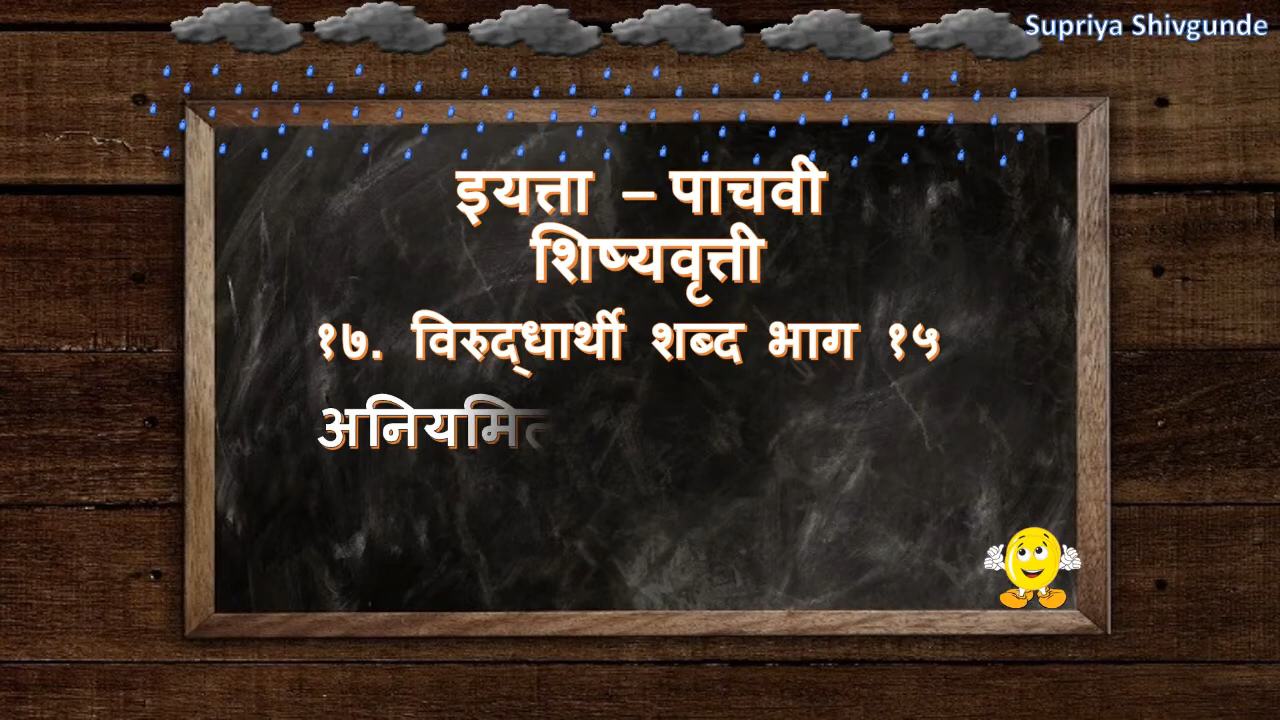 Supriya Shivgunde
इयत्ता – पाचवी
शिष्यवृत्ती
१७. विरुद्‌धार्थी शब्द भाग १५